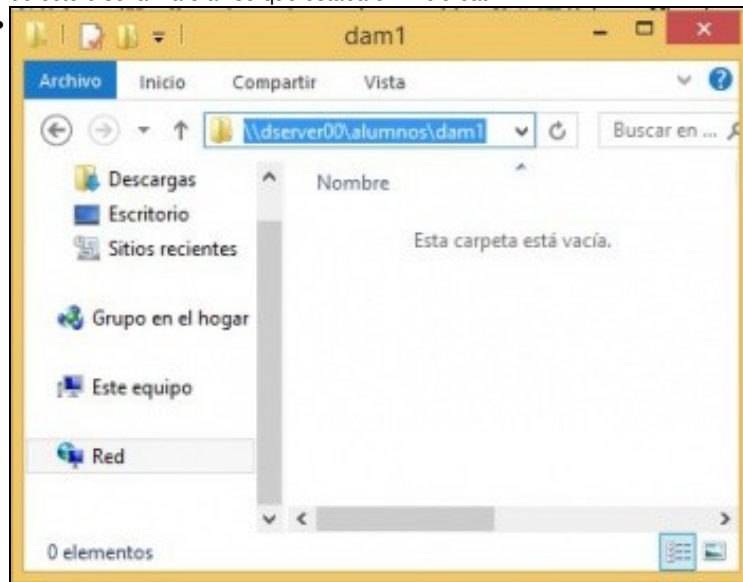 dam1
Archivo Inicio Compartir Vista
\\dserver00\alumnos\dam1 Buscar en ...
Descargas
Escritorio
Sitios recientes
Grupo en el hogar
Este equipo
Red
Nombre
Esta carpeta está vacía.
0 elementos